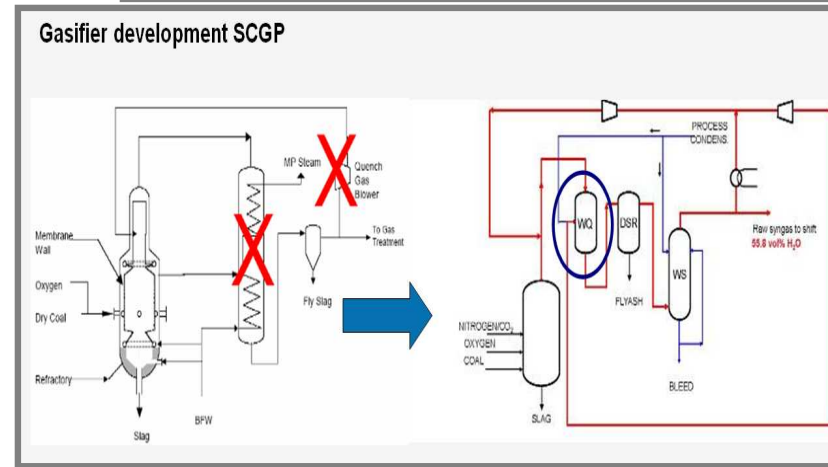 Gasifier development SCGP
MP Steam
Quench
Gas
Blower
Membrane
Wall
To Gas
Treatment
Oxygen
Dry Coal
Fly Slag
Refractory
BFW
Slag
PROCESS
CONDENS.
WQ
DSR
WS
Raw syngas to shift
55.8 vol% H₂O
FLYASH
NITROGEN/CO₂
OXYGEN
COAL
BLEED
SLAG